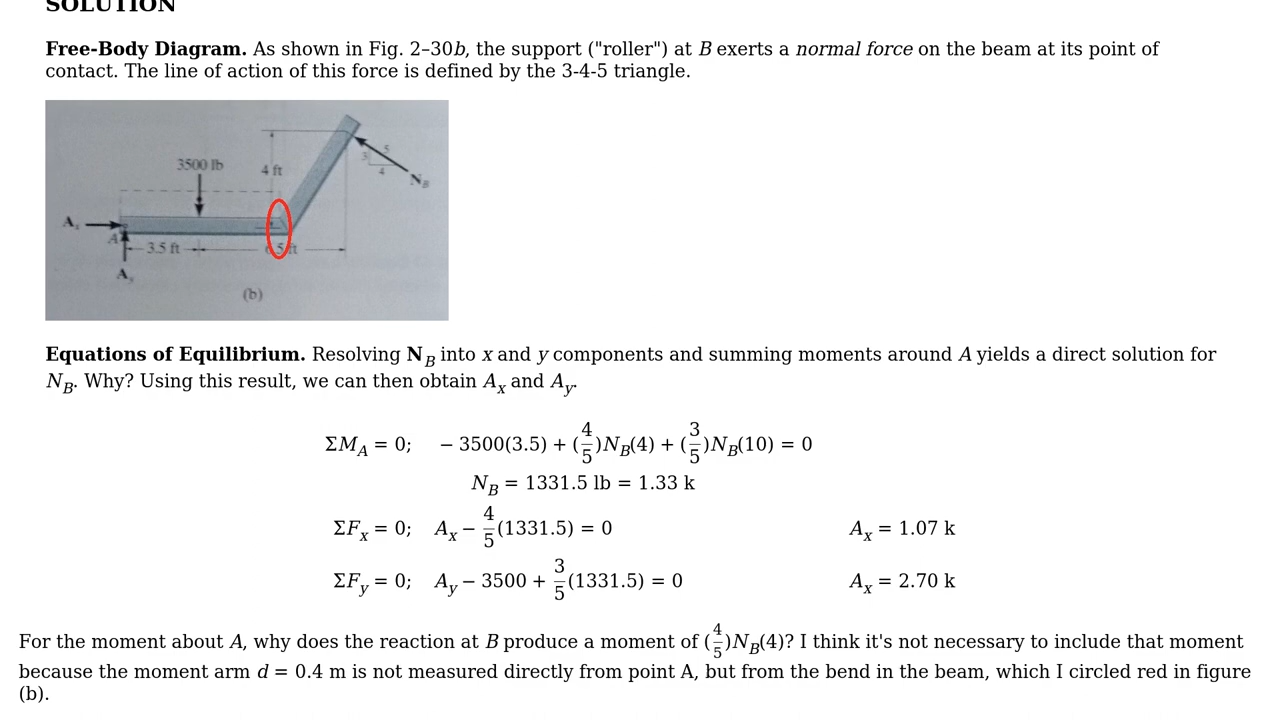 SOLUTION
Free-Body Diagram. As shown in Fig. 2–30b, the support ("roller") at B exerts a normal force on the beam at its point of
contact. The line of action of this force is defined by the 3-4-5 triangle.
3500 lb
4 ft
5
3
4
N_B
A_x
A
3.5 ft
6.5 ft
A_y
(b)
Equations of Equilibrium. Resolving N_B into x and y components and summing moments around A yields a direct solution for
N_B. Why? Using this result, we can then obtain A_x and A_y.
ΣM_A = 0; − 3500(3.5) + (4/5)N_B(4) + (3/5)N_B(10) = 0
N_B = 1331.5 lb = 1.33 k
ΣF_x = 0; A_x − 4/5(1331.5) = 0 A_x = 1.07 k
ΣF_y = 0; A_y − 3500 + 3/5(1331.5) = 0 A_x = 2.70 k
For the moment about A, why does the reaction at B produce a moment of (4/5)N_B(4)? I think it's not necessary to include that moment
because the moment arm d = 0.4 m is not measured directly from point A, but from the bend in the beam, which I circled red in figure
(b).